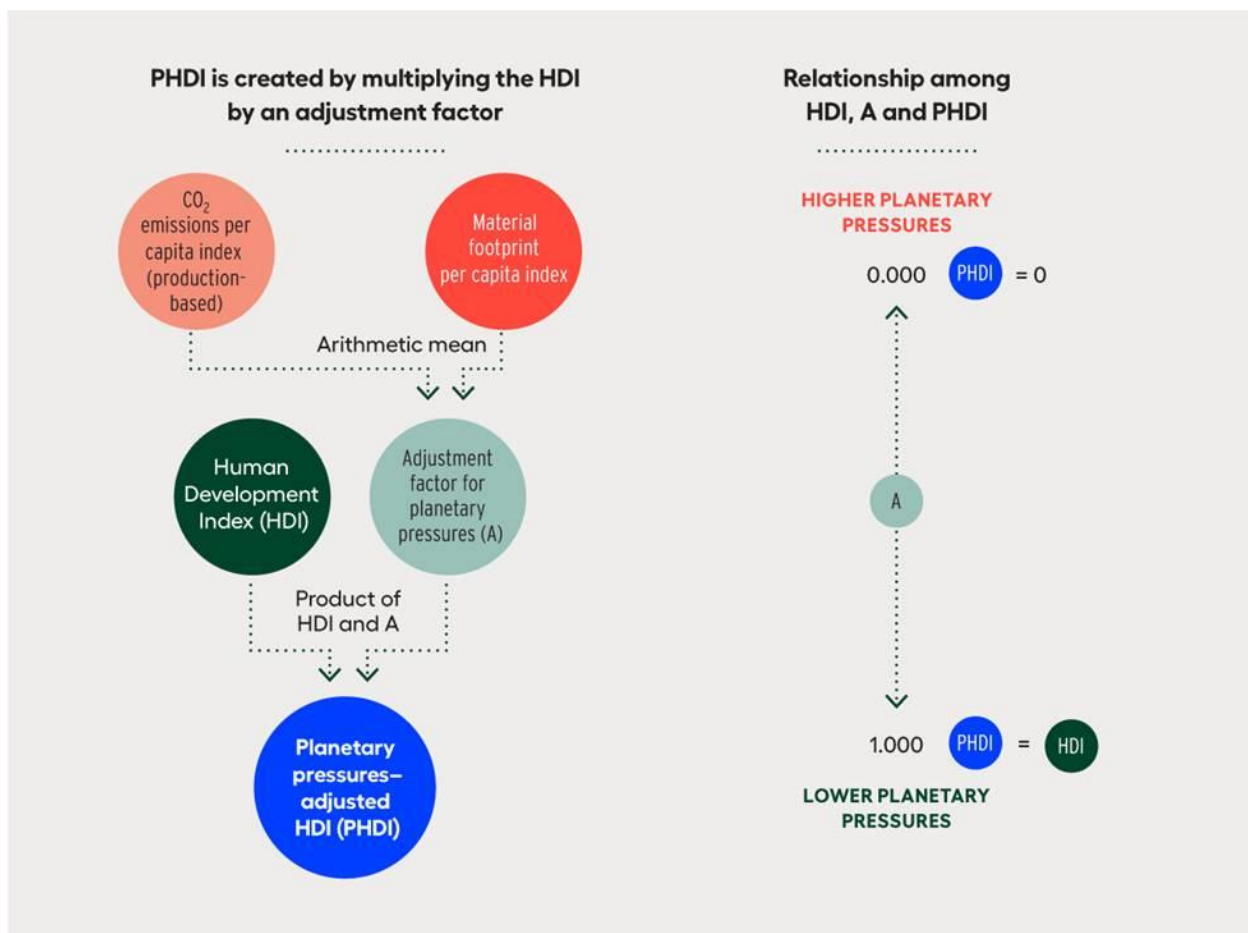 PHDI is created by multiplying the HDI
by an adjustment factor
CO₂
emissions per
capita index
(production-
based)
Material
footprint
per capita index
Arithmetic mean
Human
Development
Index (HDI)
Adjustment
factor for
planetary
pressures (A)
Product of
HDI and A
Planetary
pressures–
adjusted
HDI (PHDI)
Relationship among
HDI, A and PHDI
HIGHER PLANETARY
PRESSURES
0.000 PHDI = 0
A
1.000 PHDI = HDI
LOWER PLANETARY
PRESSURES